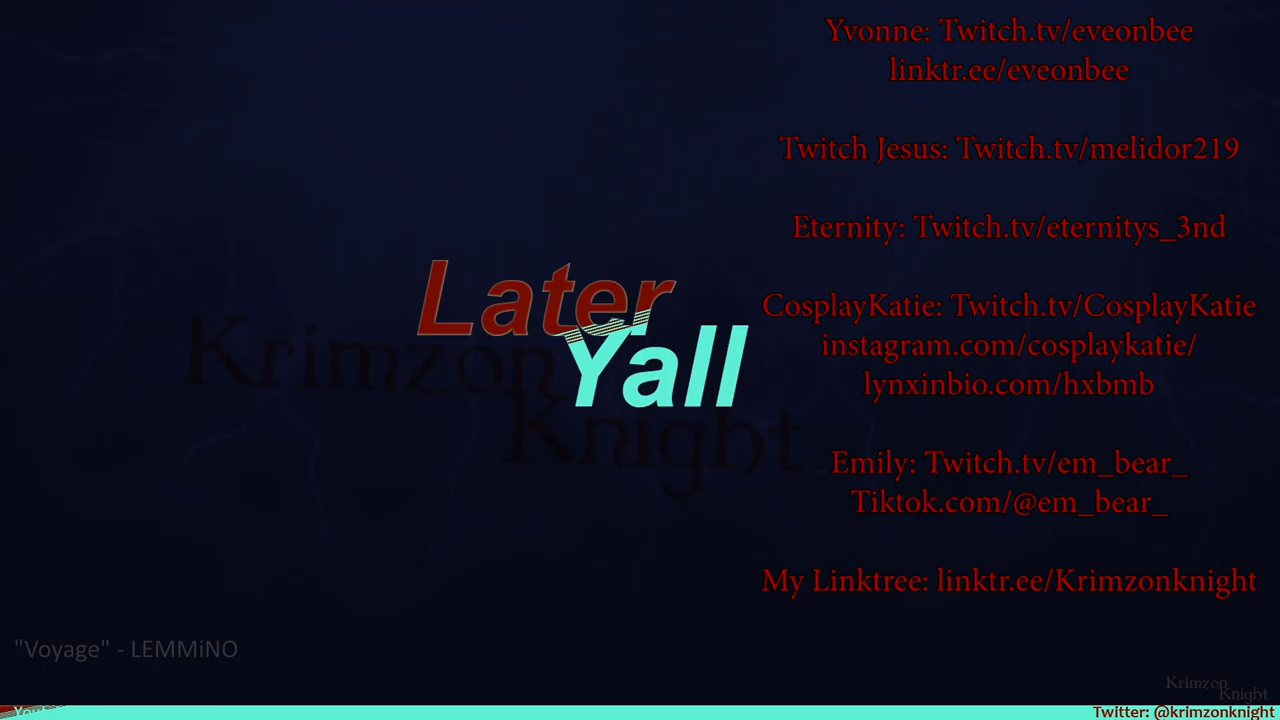 Yvonne: Twitch.tv/eveonbee
linktr.ee/eveonbee
Twitch Jesus: Twitch.tv/melidor219
Eternity: Twitch.tv/eternitys_3nd
CosplayKatie: Twitch.tv/CosplayKatie
instagram.com/cosplaykatie/
lynxinbio.com/hxbmb
Emily: Twitch.tv/em_bear_
Tiktok.com/@em_bear_
My Linktree: linktr.ee/Krimzonknight
Later
Yall
Krimzon
Knight
"Voyage" - LEMMiNO
Krimzon
Knight
Twitter: @krimzonknight